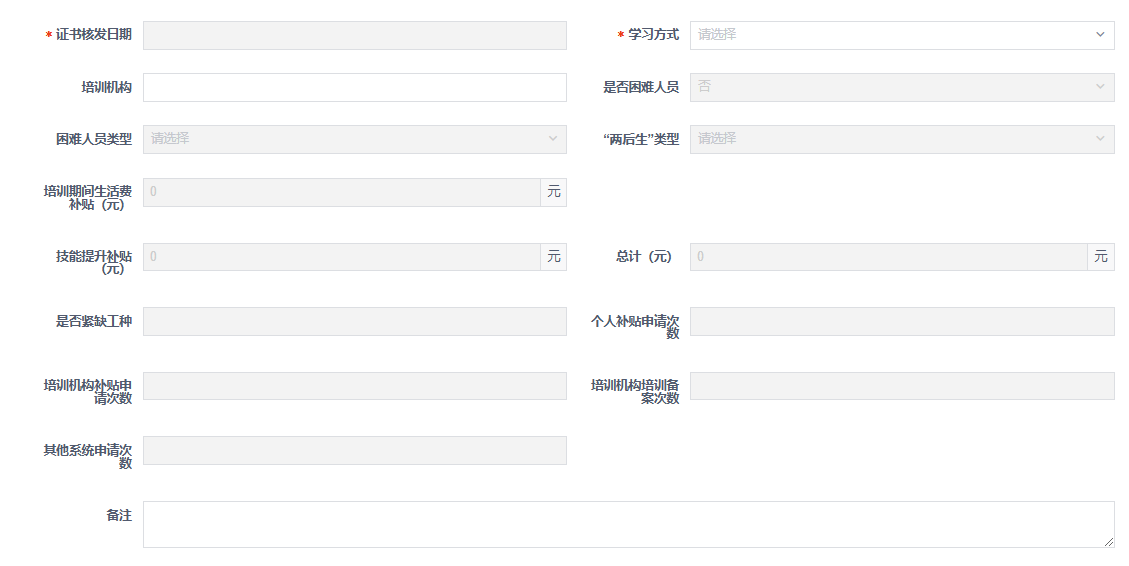 * 证书核发日期
* 学习方式
请选择
培训机构
是否困难人员
否
困难人员类型
请选择
“两后生”类型
请选择
培训期间生活费
补贴（元）
0
元
技能提升补贴
（元）
0
元
总计（元）
0
元
是否紧缺工种
个人补贴申请次
数
培训机构补贴申
请次数
培训机构培训备
案次数
其他系统申请次
数
备注